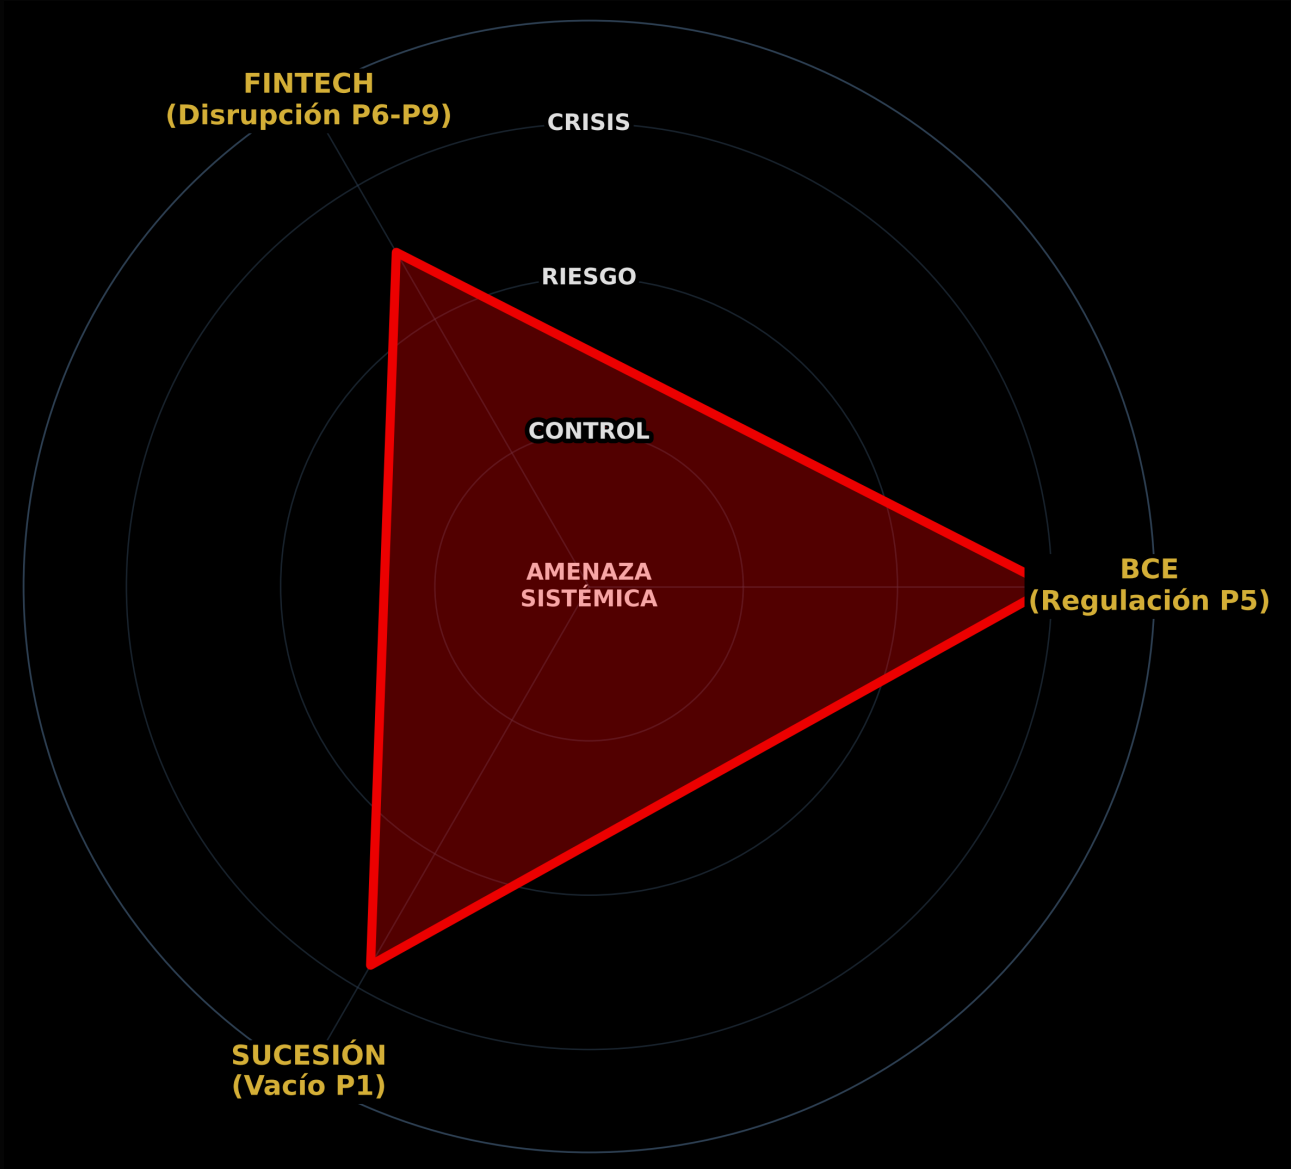 FINTECH
(Disrupción P6-P9)
CRISIS
RIESGO
CONTROL
AMENAZA
SISTÉMICA
BCE
(Regulación P5)
SUCESIÓN
(Vacío P1)